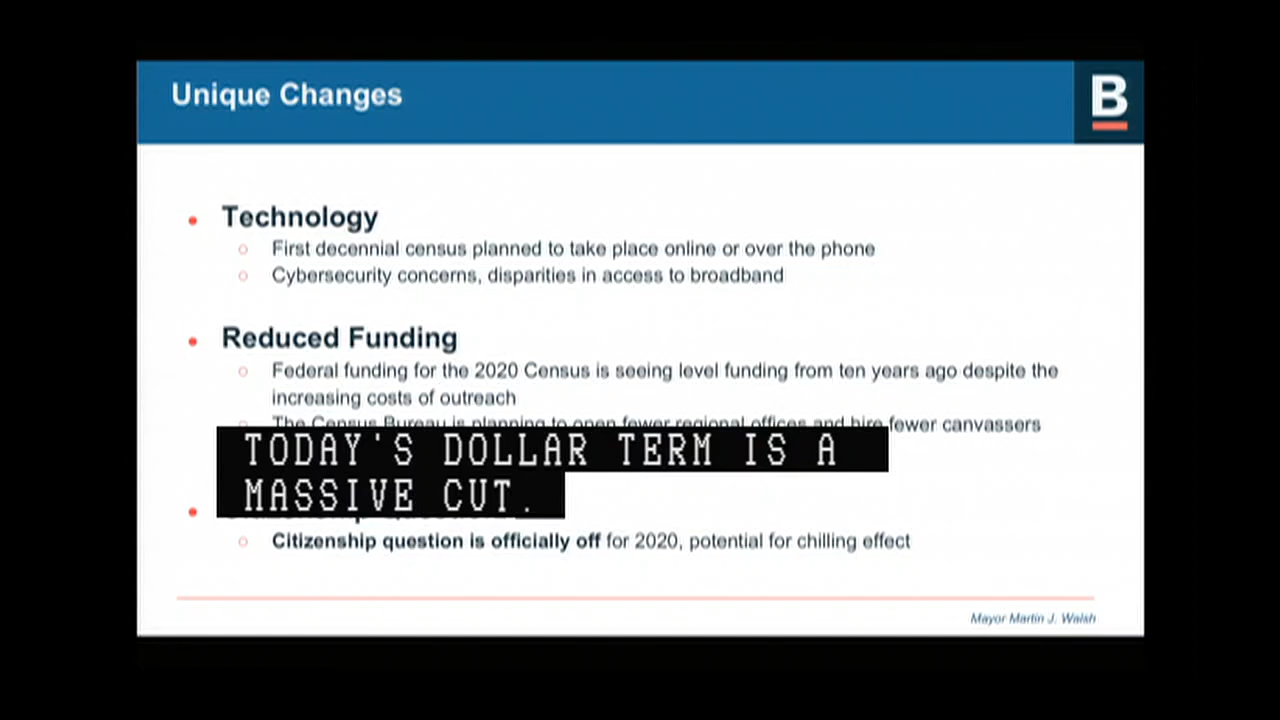 Unique Changes
B
Technology
First decennial census planned to take place online or over the phone
Cybersecurity concerns, disparities in access to broadband
Reduced Funding
Federal funding for the 2020 Census is seeing level funding from ten years ago despite the
increasing costs of outreach
The Census Bureau is planning to open fewer regional offices and hire fewer canvassers
TODAY'S DOLLAR TERM IS A
MASSIVE CUT.
Citizenship question is officially off for 2020, potential for chilling effect
Mayor Martin J. Walsh